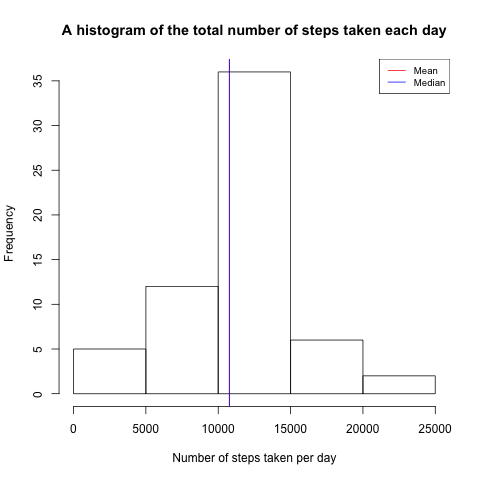 A histogram of the total number of steps taken each day
Mean
Median
Frequency
35
30
25
20
15
10
5
0
0 5000 10000 15000 20000 25000
Number of steps taken per day